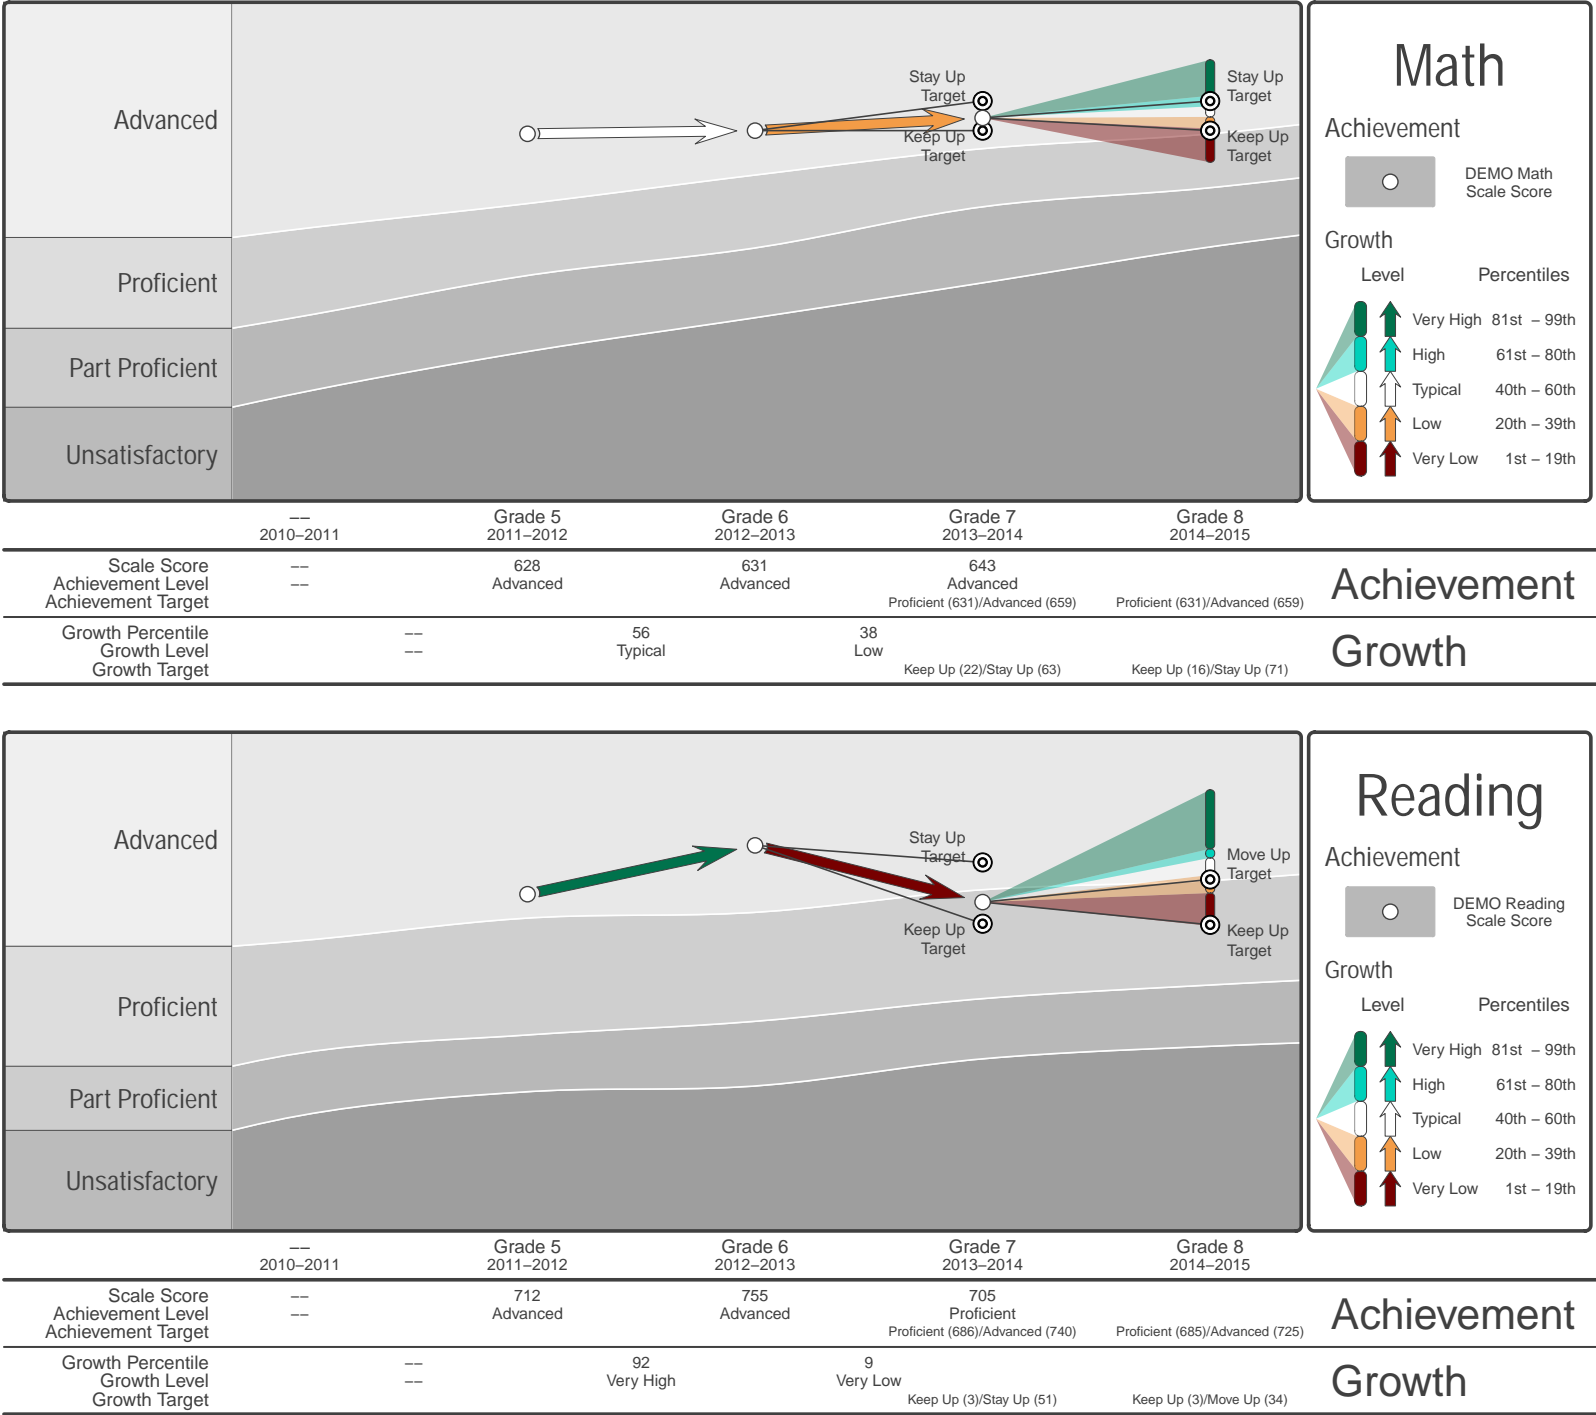 Math
Advanced
Proficient
Part Proficient
Unsatisfactory
Stay Up
Target
Keep Up
Target
Stay Up
Target
Keep Up
Target
Achievement
DEMO Math
Scale Score
Growth
Level Percentiles
Very High 81st – 99th
High 61st – 80th
Typical 40th – 60th
Low 20th – 39th
Very Low 1st – 19th
–– Grade 5 Grade 6 Grade 7 Grade 8
2010–2011 2011–2012 2012–2013 2013–2014 2014–2015
Scale Score –– 628 631 643
Achievement Level –– Advanced Advanced Advanced
Achievement Target Proficient (631)/Advanced (659) Proficient (631)/Advanced (659)
Achievement
Growth Percentile –– 56 38
Growth Level –– Typical Low
Growth Target Keep Up (22)/Stay Up (63) Keep Up (16)/Stay Up (71)
Growth
Reading
Advanced
Proficient
Part Proficient
Unsatisfactory
Stay Up
Target
Keep Up
Target
Move Up
Target
Keep Up
Target
Achievement
DEMO Reading
Scale Score
Growth
Level Percentiles
Very High 81st – 99th
High 61st – 80th
Typical 40th – 60th
Low 20th – 39th
Very Low 1st – 19th
–– Grade 5 Grade 6 Grade 7 Grade 8
2010–2011 2011–2012 2012–2013 2013–2014 2014–2015
Scale Score –– 712 755 705
Achievement Level –– Advanced Advanced Proficient
Achievement Target Proficient (686)/Advanced (740) Proficient (685)/Advanced (725)
Achievement
Growth Percentile –– 92 9
Growth Level –– Very High Very Low
Growth Target Keep Up (3)/Stay Up (51) Keep Up (3)/Move Up (34)
Growth